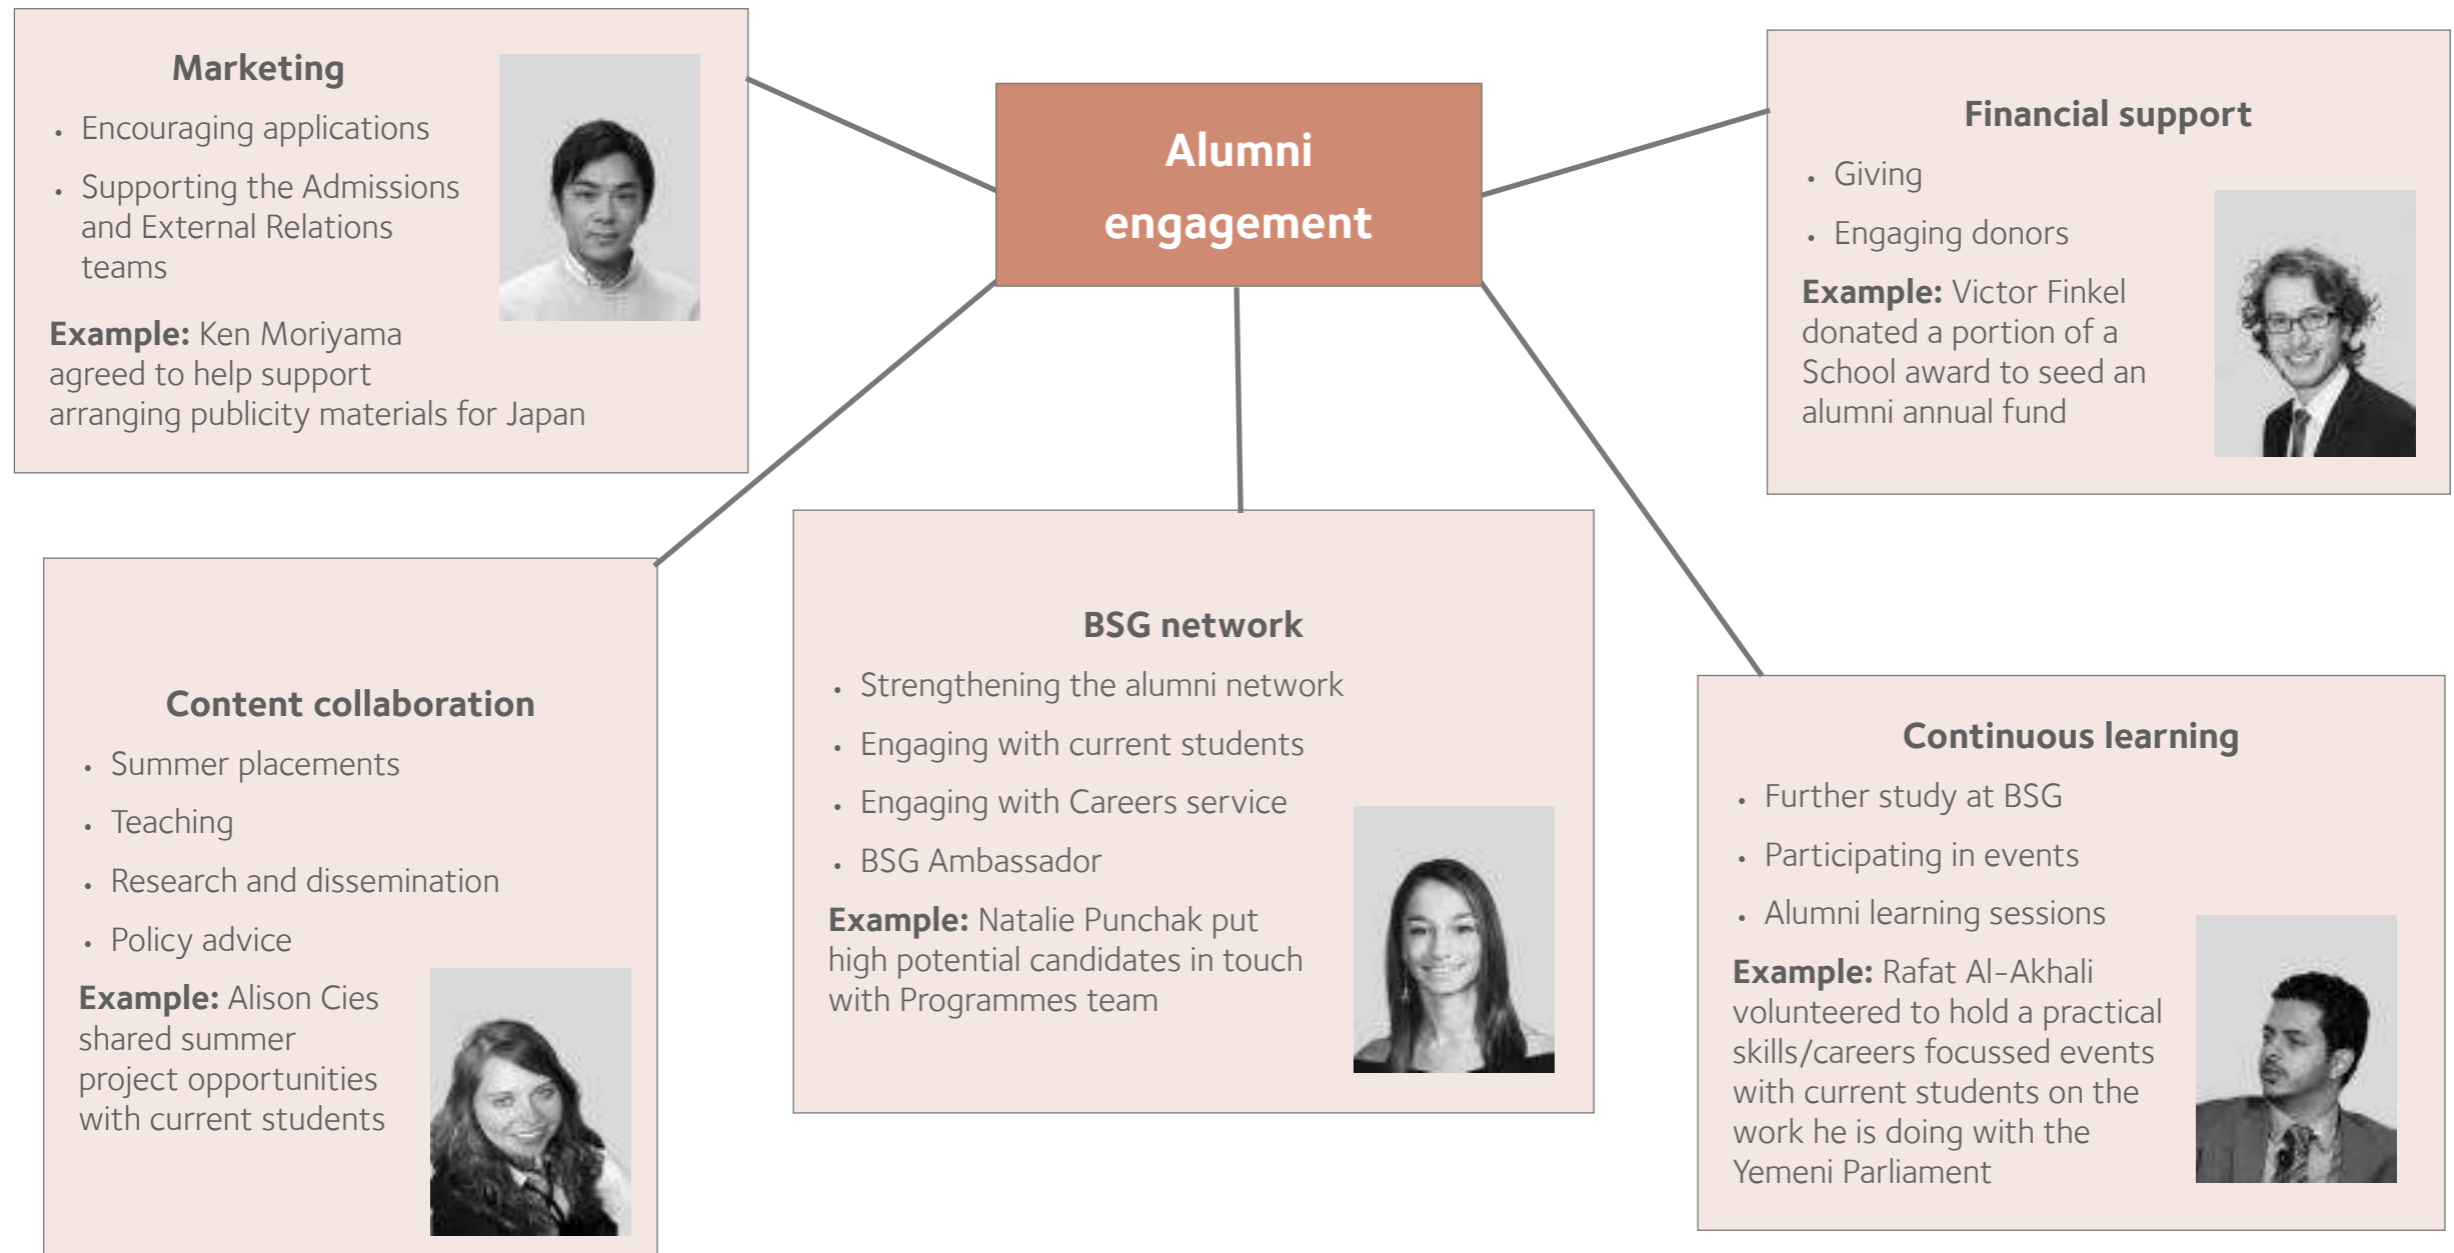 Marketing
• Encouraging applications
• Supporting the Admissions
and External Relations
teams
Example: Ken Moriyama
agreed to help support
arranging publicity materials for Japan
Alumni
engagement
Financial support
• Giving
• Engaging donors
Example: Victor Finkel
donated a portion of a
School award to seed an
alumni annual fund
Content collaboration
• Summer placements
• Teaching
• Research and dissemination
• Policy advice
Example: Alison Cies
shared summer
project opportunities
with current students
BSG network
• Strengthening the alumni network
• Engaging with current students
• Engaging with Careers service
• BSG Ambassador
Example: Natalie Punchak put
high potential candidates in touch
with Programmes team
Continuous learning
• Further study at BSG
• Participating in events
• Alumni learning sessions
Example: Rafat Al-Akhali
volunteered to hold a practical
skills/careers focussed events
with current students on the
work he is doing with the
Yemeni Parliament